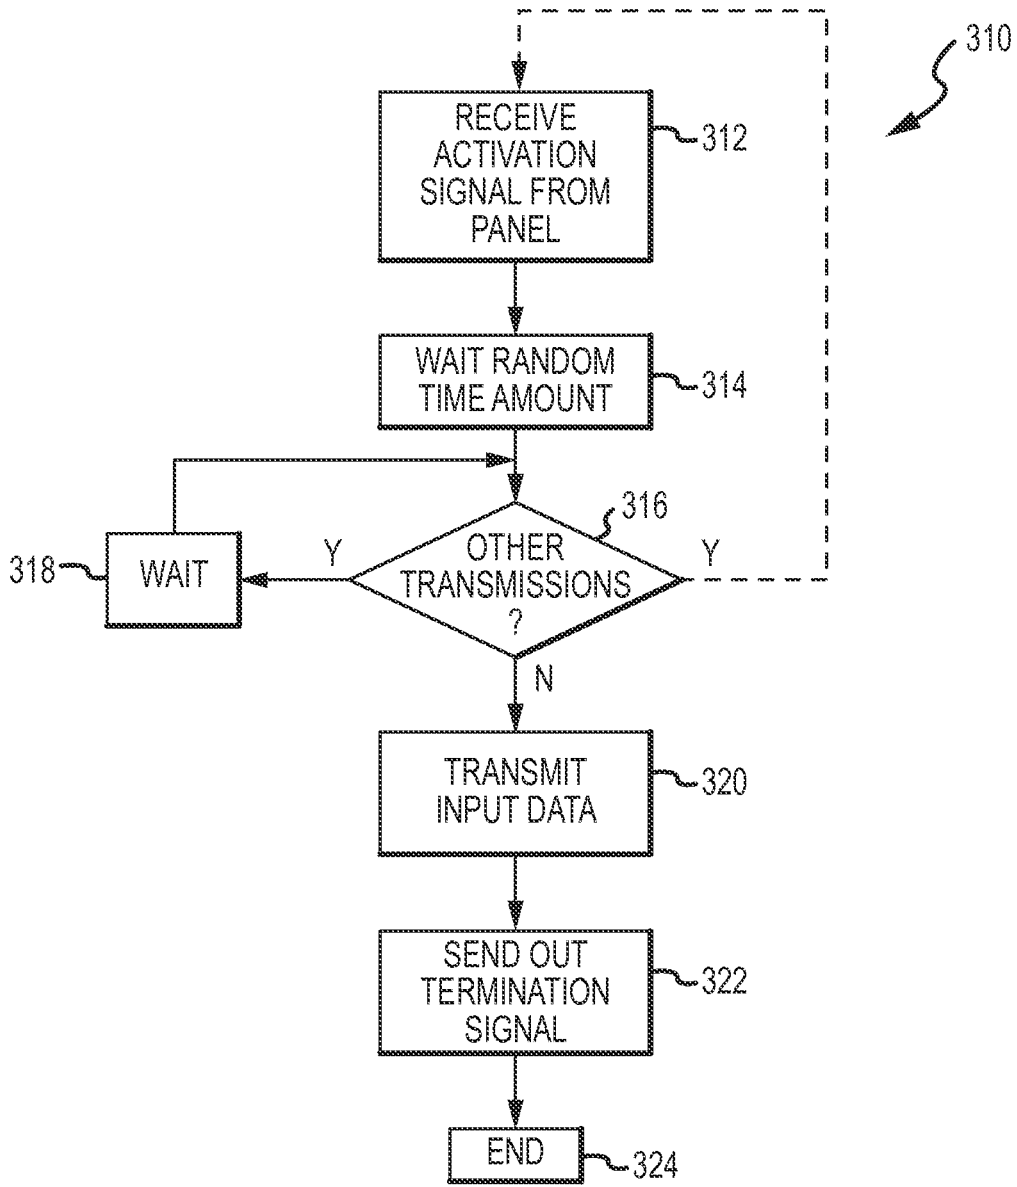 310
RECEIVE
ACTIVATION
SIGNAL FROM
PANEL
312
WAIT RANDOM
TIME AMOUNT
314
316
OTHER
TRANSMISSIONS
?
Y
Y
318
WAIT
N
TRANSMIT
INPUT DATA
320
SEND OUT
TERMINATION
SIGNAL
322
END
324